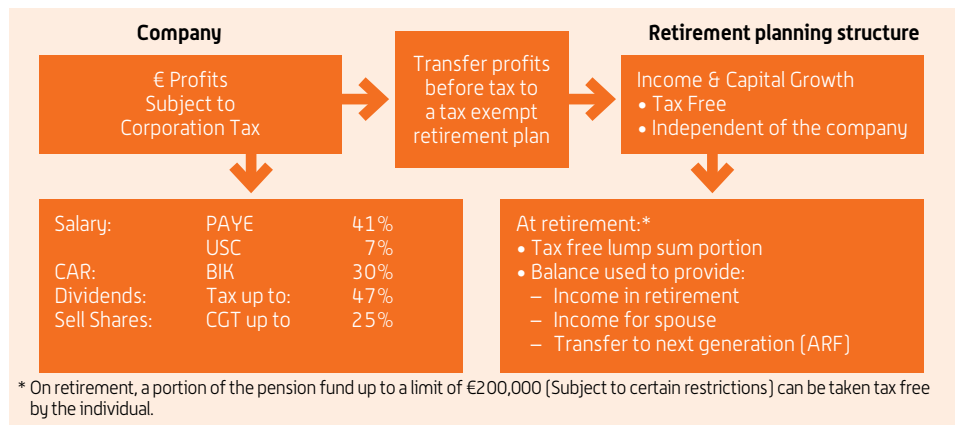 Company
€ Profits
Subject to
Corporation Tax
Transfer profits
before tax to
a tax exempt
retirement plan
Retirement planning structure
Income & Capital Growth
• Tax Free
• Independent of the company
Salary: PAYE 41%
USC 7%
CAR: BIK 30%
Dividends: Tax up to: 47%
Sell Shares: CGT up to 25%
At retirement:*
• Tax free lump sum portion
• Balance used to provide:
– Income in retirement
– Income for spouse
– Transfer to next generation (ARF)
* On retirement, a portion of the pension fund up to a limit of €200,000 (Subject to certain restrictions) can be taken tax free
by the individual.